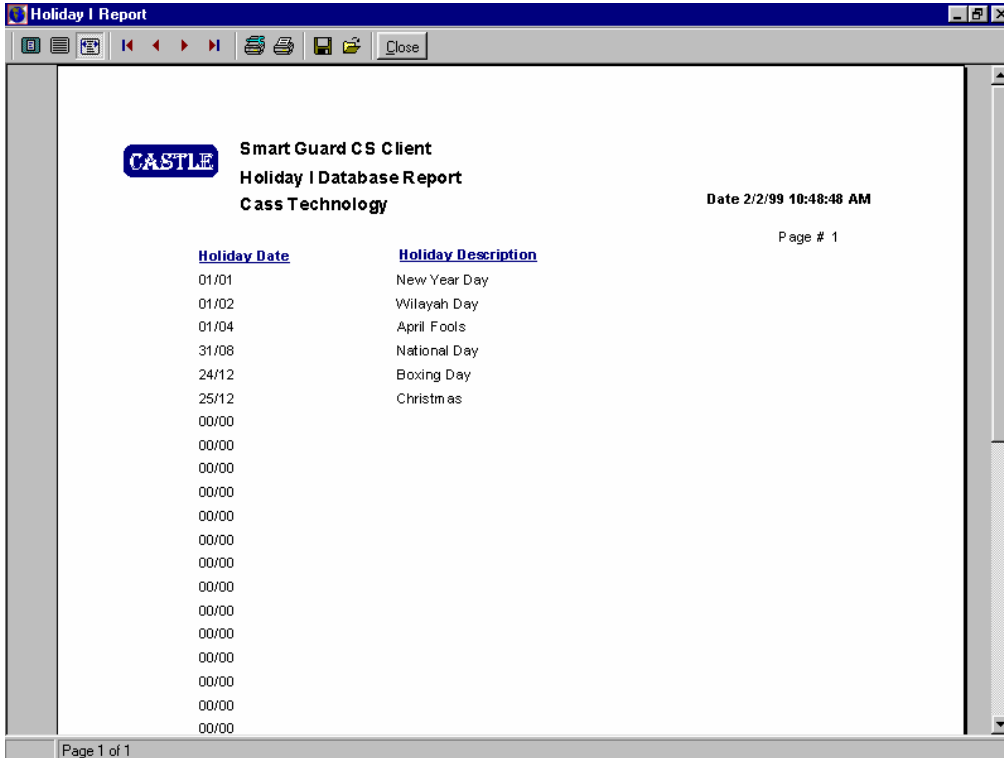 Holiday I Report
Close
CASTLE
Smart Guard CS Client
Holiday I Database Report
Cass Technology
Date 2/2/99 10:48:48 AM
Page # 1
Holiday Date Holiday Description
01/01 New Year Day
01/02 Wilayah Day
01/04 April Fools
31/08 National Day
24/12 Boxing Day
25/12 Christmas
00/00
00/00
00/00
00/00
00/00
00/00
00/00
00/00
00/00
00/00
00/00
00/00
00/00
00/00
Page 1 of 1